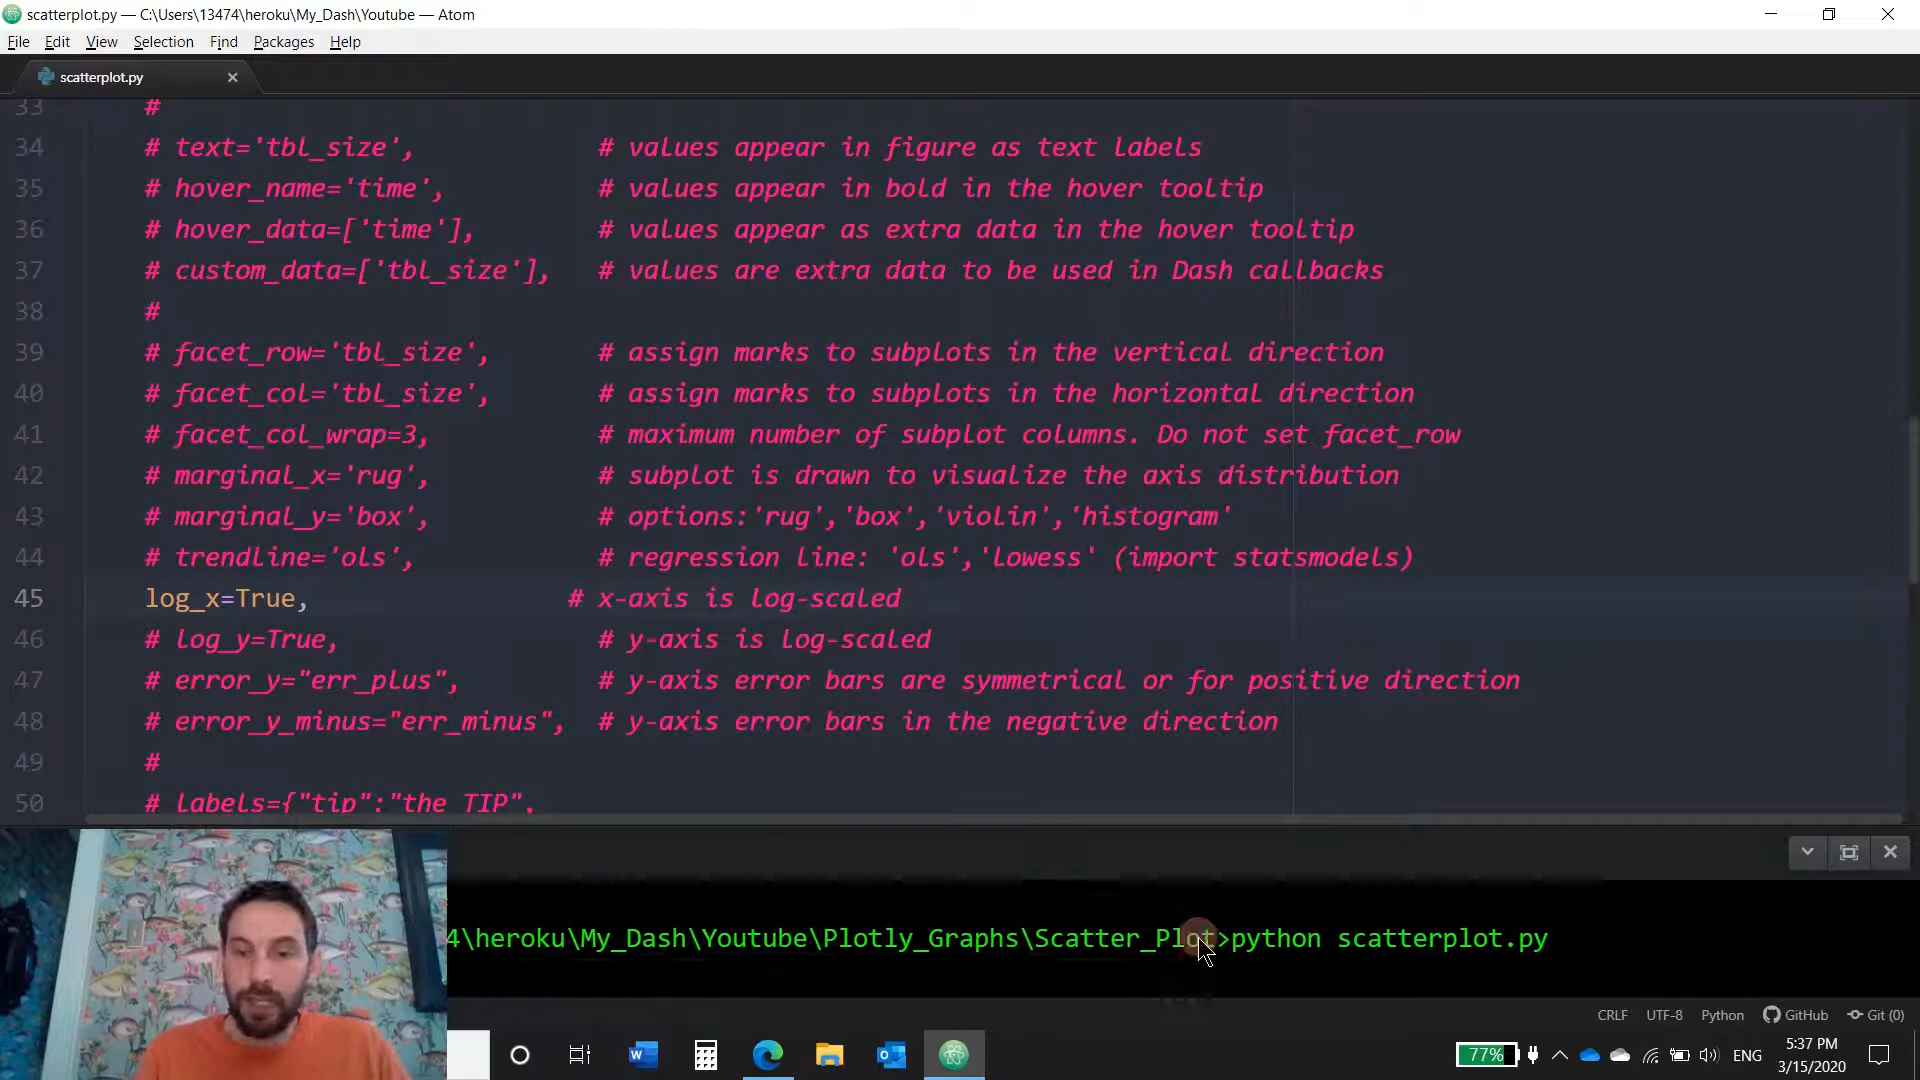 scatterplot.py — C:\Users\13474\heroku\My_Dash\Youtube — Atom
File Edit View Selection Find Packages Help
scatterplot.py
33 #
34 # text='tbl_size', # values appear in figure as text labels
35 # hover_name='time', # values appear in bold in the hover tooltip
36 # hover_data=['time'], # values appear as extra data in the hover tooltip
37 # custom_data=['tbl_size'], # values are extra data to be used in Dash callbacks
38 #
39 # facet_row='tbl_size', # assign marks to subplots in the vertical direction
40 # facet_col='tbl_size', # assign marks to subplots in the horizontal direction
41 # facet_col_wrap=3, # maximum number of subplot columns. Do not set facet_row
42 # marginal_x='rug', # subplot is drawn to visualize the axis distribution
43 # marginal_y='box', # options:'rug','box','violin','histogram'
44 # trendline='ols', # regression line: 'ols','lowess' (import statsmodels)
45 log_x=True, # x-axis is log-scaled
46 # log_y=True, # y-axis is log-scaled
47 # error_y="err_plus", # y-axis error bars are symmetrical or for positive direction
48 # error_y_minus="err_minus", # y-axis error bars in the negative direction
49 #
50 # labels={"tip":"the TIP",
4\heroku\My_Dash\Youtube\Plotly_Graphs\Scatter_Plot>python scatterplot.py
CRLF UTF-8 Python GitHub Git (0)
77% ENG 5:37 PM
3/15/2020